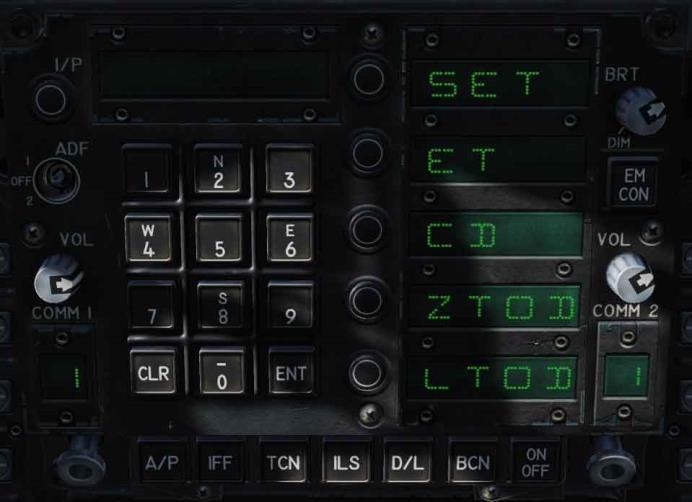 I/P
SET
BRT
DIM
ADF
1
OFF
2
1
N
2
3
ET
EM
CON
VOL
W
4
5
E
6
CD
VOL
COMM 1
7
S
8
9
ZTOD
COMM 2
1
CLR
–
0
ENT
LTOD
1
A/P
IFF
TCN
ILS
D/L
BCN
ON
OFF